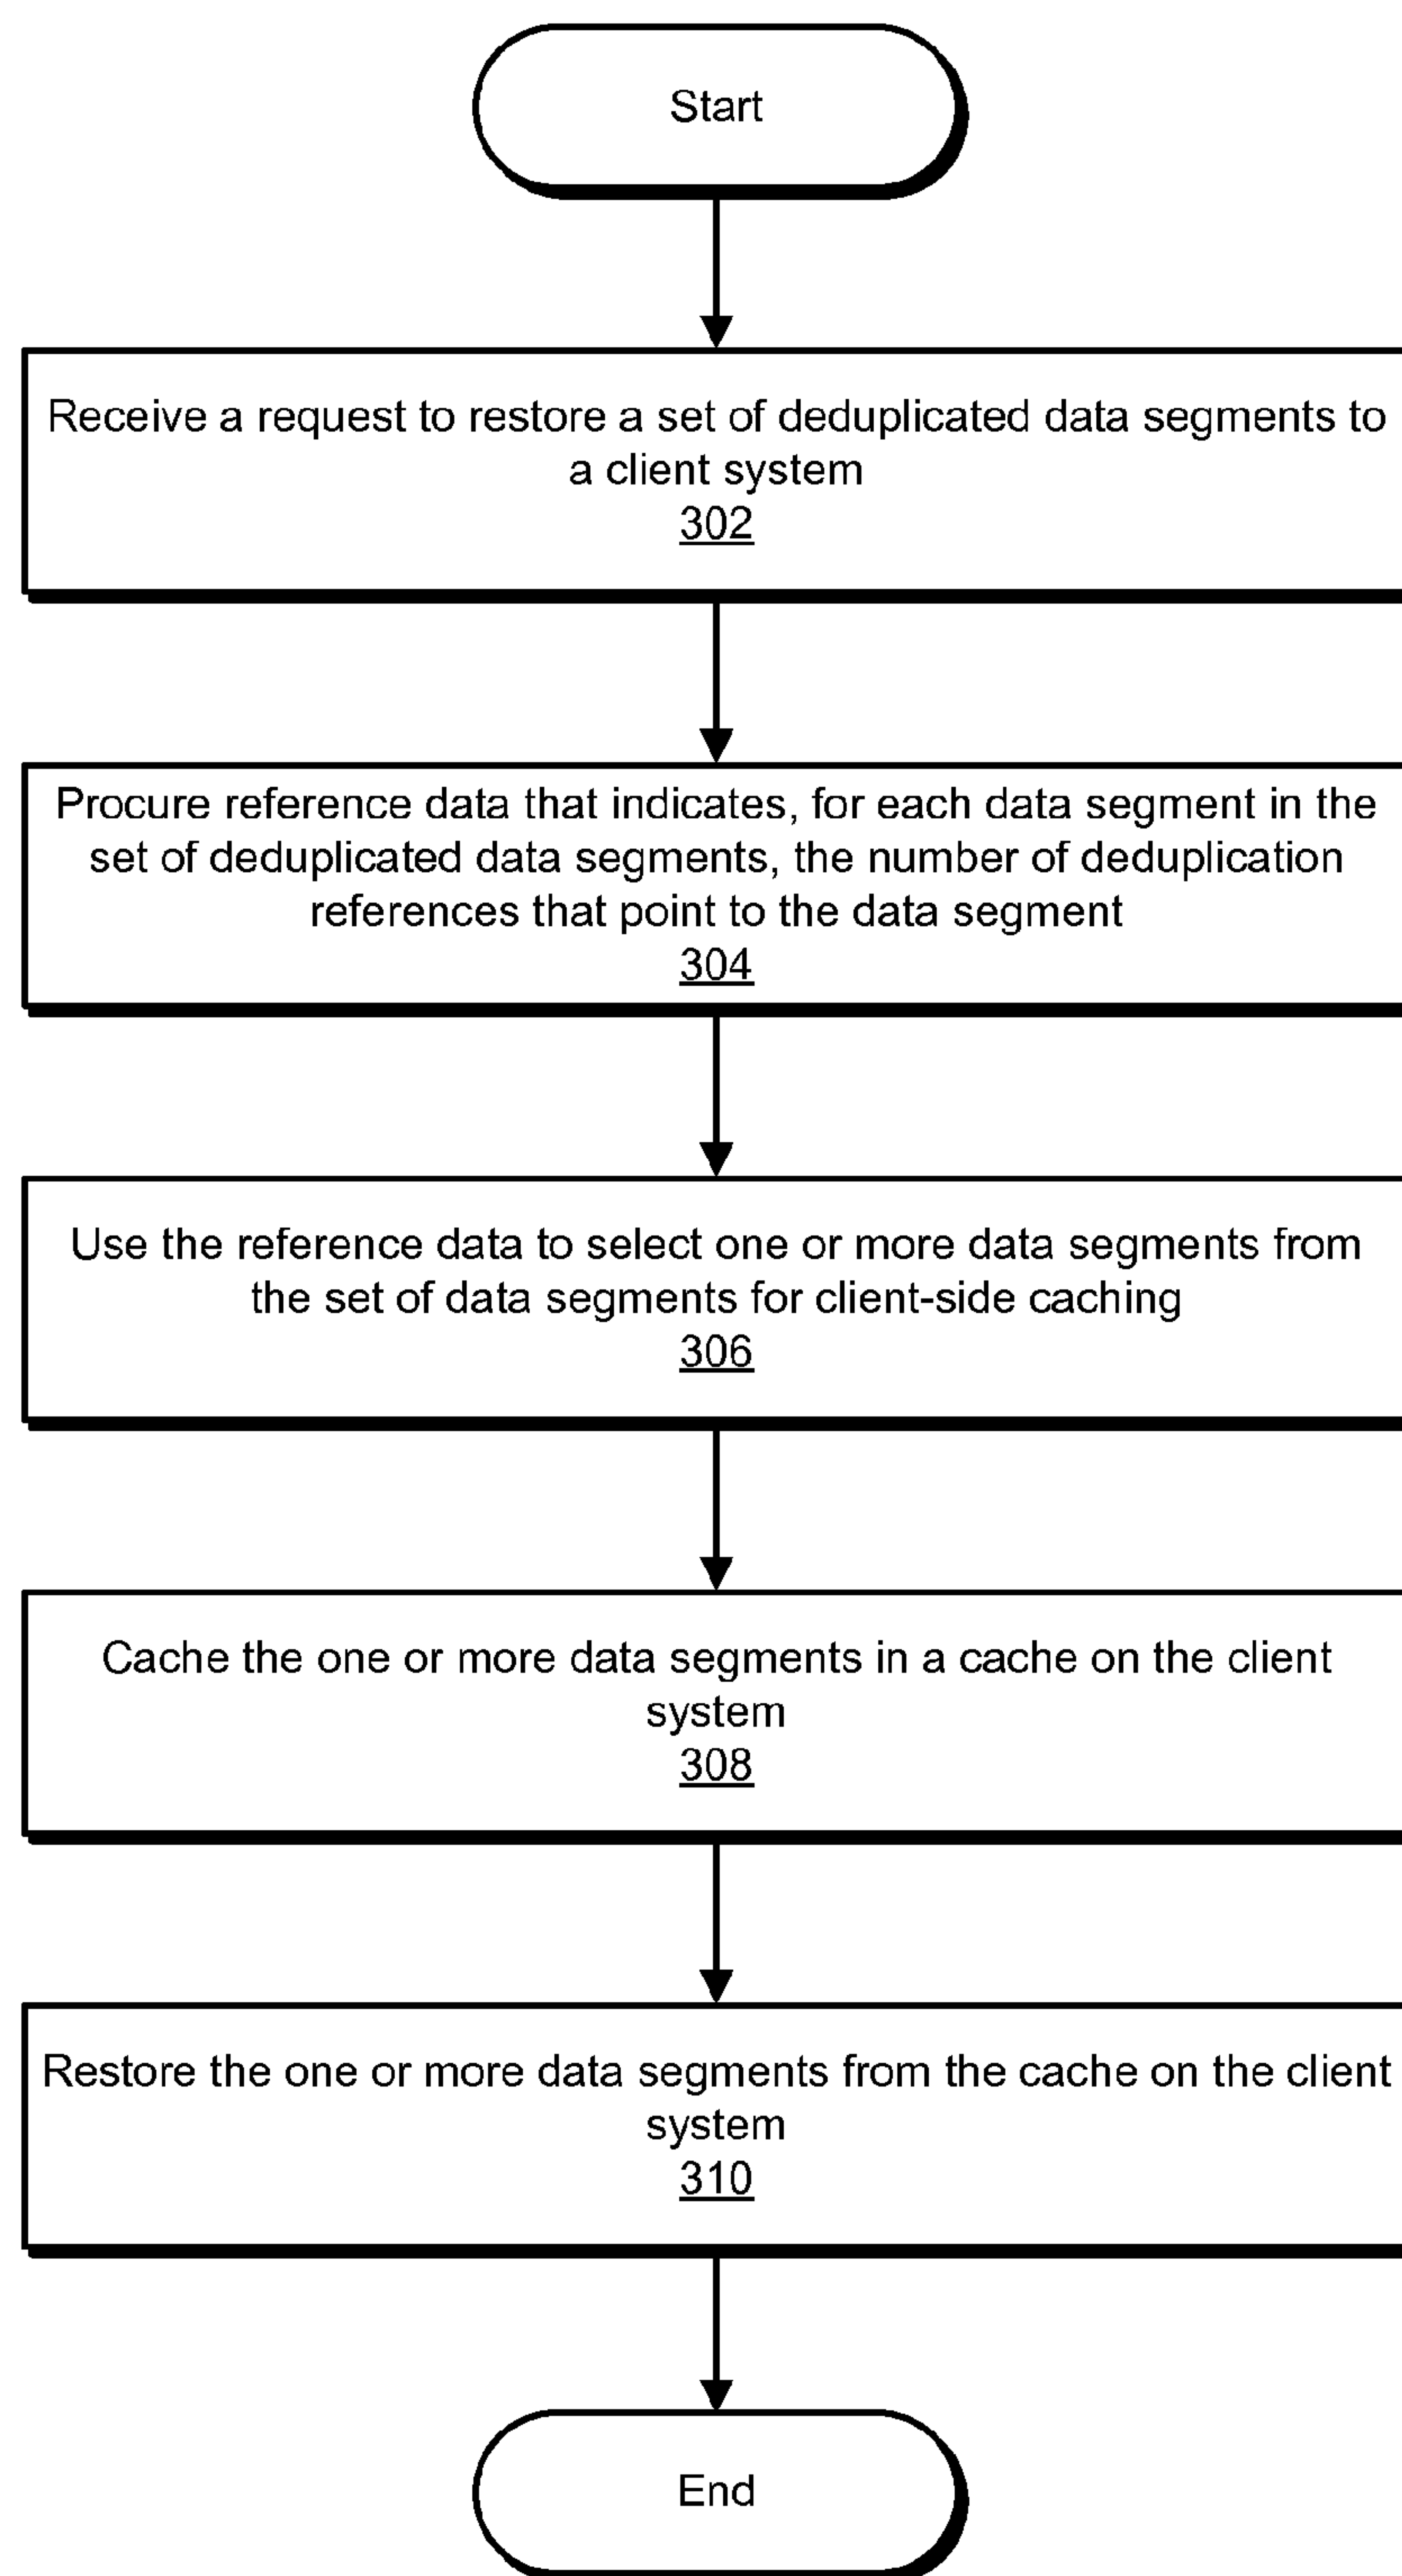 Start
Receive a request to restore a set of deduplicated data segments to
a client system
302
Procure reference data that indicates, for each data segment in the
set of deduplicated data segments, the number of deduplication
references that point to the data segment
304
Use the reference data to select one or more data segments from
the set of data segments for client-side caching
306
Cache the one or more data segments in a cache on the client
system
308
Restore the one or more data segments from the cache on the client
system
310
End